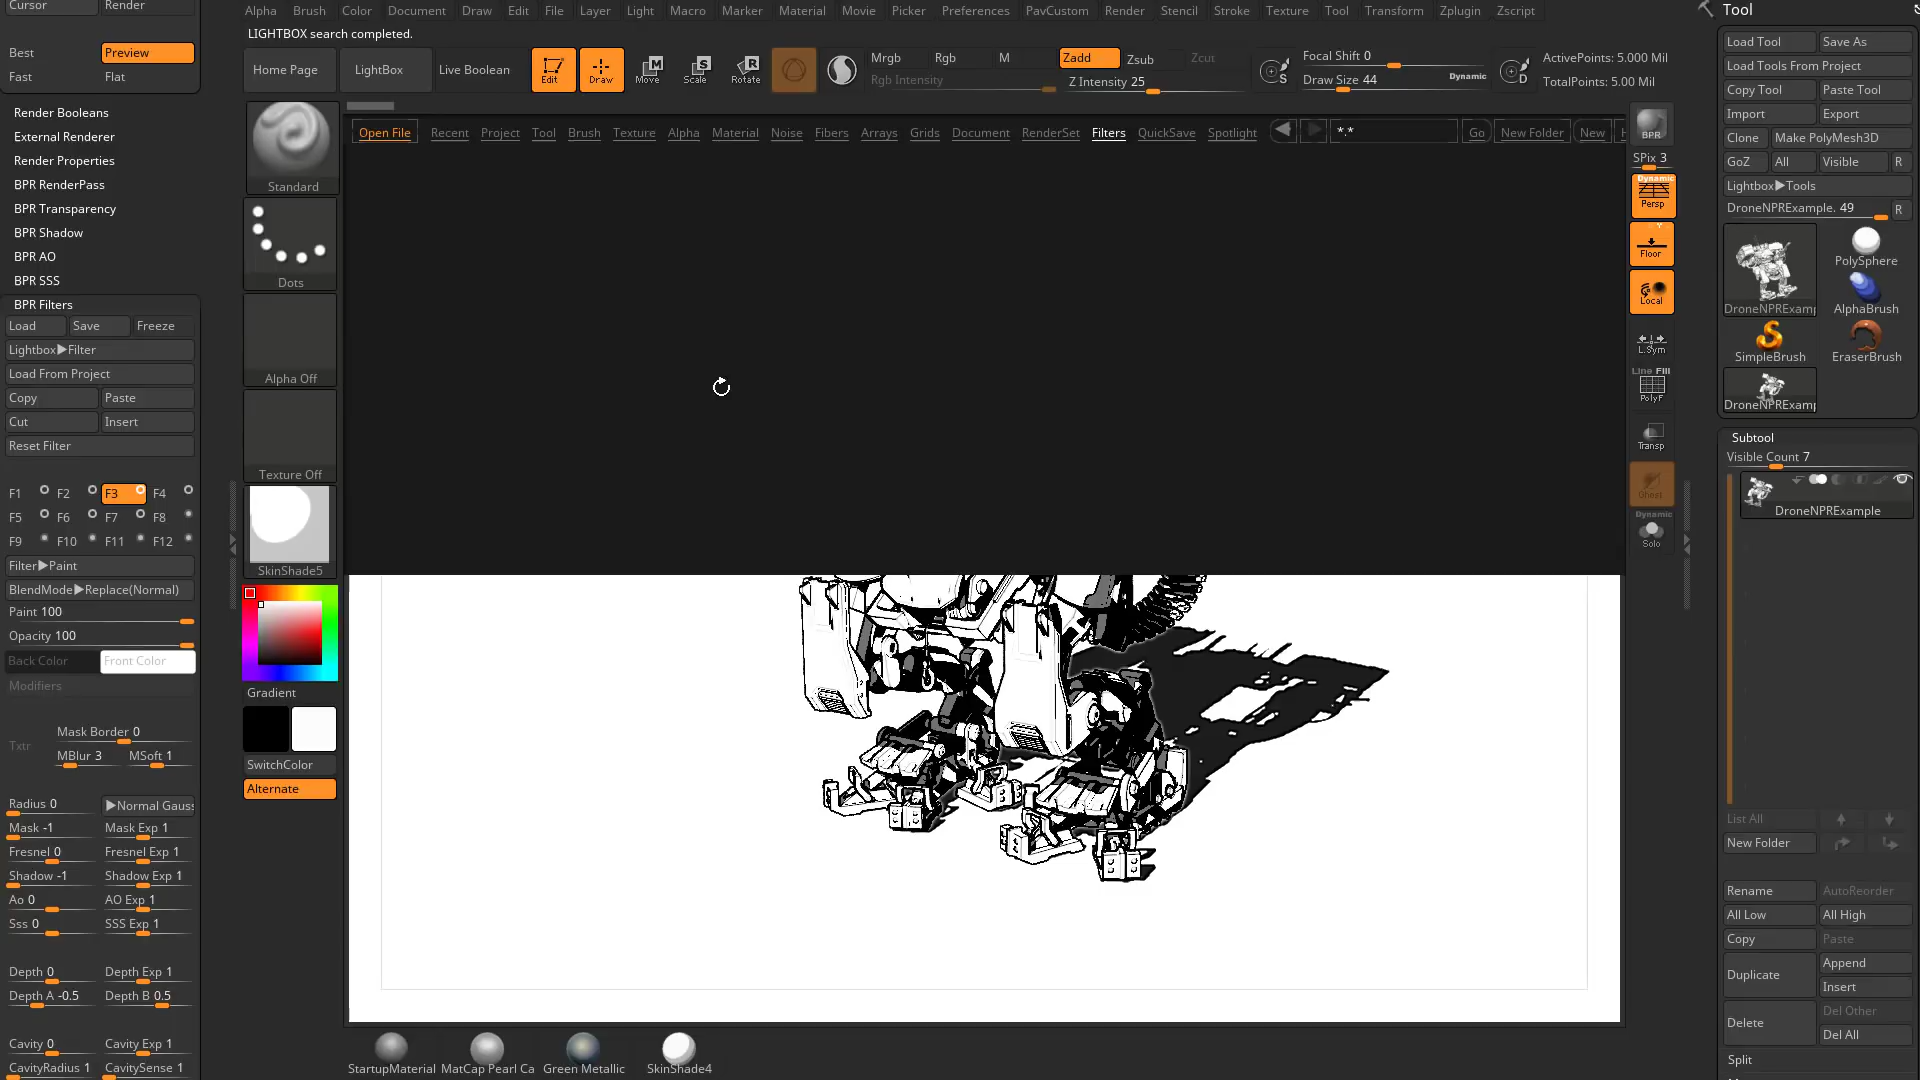 Cursor Render
Best Preview
Fast Flat
Render Booleans
External Renderer
Render Properties
BPR RenderPass
BPR Transparency
BPR Shadow
BPR AO
BPR SSS
BPR Filters
Load Save Freeze
Lightbox▶Filter
Load From Project
Copy Paste
Cut Insert
Reset Filter
F1 F2 F3 F4
F5 F6 F7 F8
F9 F10 F11 F12
Filter▶Paint
BlendMode▶Replace(Normal)
Paint 100
Opacity 100
Back Color Front Color
Modifiers
Mask Border 0
Txtr
MBlur 3 MSoft 1
Radius 0 ▶Normal Gauss
Mask -1 Mask Exp 1
Fresnel 0 Fresnel Exp 1
Shadow -1 Shadow Exp 1
Ao 0 AO Exp 1
Sss 0 SSS Exp 1
Depth 0 Depth Exp 1
Depth A -0.5 Depth B 0.5
Cavity 0 Cavity Exp 1
CavityRadius 1 CavitySense 1
Alpha Brush Color Document Draw Edit File Layer Light Macro Marker Material Movie Picker Preferences PavCustom Render Stencil Stroke Texture Tool Transform Zplugin Zscript
LIGHTBOX search completed.
Home Page LightBox Live Boolean Edit Draw Move Scale Rotate
M S R
Mrgb Rgb M
Rgb Intensity
Zadd Zsub Zcut
Z Intensity 25
S
Focal Shift 0
Draw Size 44 Dynamic
D
ActivePoints: 5.000 Mil
TotalPoints: 5.00 Mil
Open File Recent Project Tool Brush Texture Alpha Material Noise Fibers Arrays Grids Document RenderSet Filters QuickSave Spotlight *.* Go New Folder New H
Standard
Dots
Alpha Off
Texture Off
SkinShade5
Gradient
SwitchColor
Alternate
StartupMaterial MatCap Pearl Ca Green Metallic SkinShade4
BPR
SPix 3
Dynamic
Persp
Floor
Local
L.Sym
Line Fill
PolyF
Transp
Ghost
Dynamic
Solo
Tool
Load Tool Save As
Load Tools From Project
Copy Tool Paste Tool
Import Export
Clone Make PolyMesh3D
GoZ All Visible R
Lightbox▶Tools
DroneNPRExample. 49 R
DroneNPRExamp
PolySphere
AlphaBrush
SimpleBrush EraserBrush
DroneNPRExamp
Subtool
Visible Count 7
DroneNPRExample
List All
New Folder
Rename AutoReorder
All Low All High
Copy Paste
Duplicate Append
Insert
Delete Del Other
Del All
Split